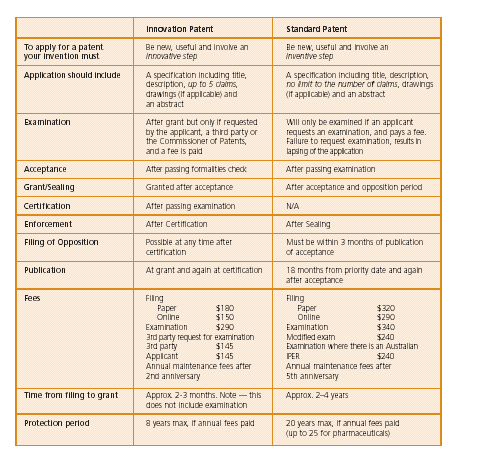 Innovation Patent Standard Patent
To apply for a patent your invention must
Be new, useful and involve an
innovative step
Be new, useful and involve an
inventive step
Application should include
A specification including title,
description, up to 5 claims,
drawings (if applicable) and
an abstract
A specification including title, description,
no limit to the number of claims, drawings
(if applicable) and an abstract
Examination
After grant but only if requested
by the applicant, a third party or
the Commissioner of Patents,
and a fee is paid
Will only be examined if an applicant
requests an examination, and pays a fee.
Failure to request examination, results in
lapsing of the application
Acceptance
After passing formalities check
After passing examination
Grant/Sealing
Granted after acceptance
After acceptance and opposition period
Certification
After passing examination
N/A
Enforcement
After Certification
After Sealing
Filing of Opposition
Possible at any time after
certification
Must be within 3 months of publication
of acceptance
Publication
At grant and again at certification
18 months from priority date and again
after acceptance
Fees
Filing
Paper $180
Online $150
Examination $290
3rd party request for examination
3rd party $145
Applicant $145
Annual maintenance fees after
2nd anniversary
Filing
Paper $320
Online $290
Examination $340
Modified exam $240
Examination where there is an Australian
IPER $240
Annual maintenance fees after
5th anniversary
Time from filing to grant
Approx. 2-3 months. Note — this
does not include examination
Approx. 2–4 years
Protection period
8 years max, if annual fees paid
20 years max, if annual fees paid
(up to 25 for pharmaceuticals)